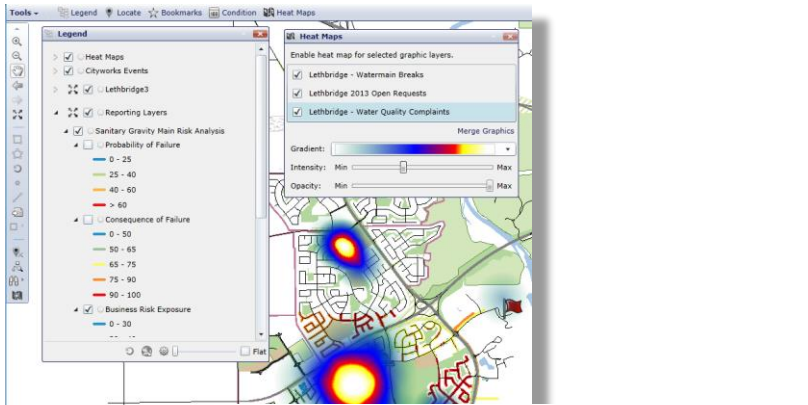 Tools Legend Locate Bookmarks Condition Heat Maps
Legend
Heat Maps
Cityworks Events
Lethbridge3
Reporting Layers
Sanitary Gravity Main Risk Analysis
Probability of Failure
0 - 25
25 - 40
40 - 60
> 60
Consequence of Failure
0 - 50
50 - 65
65 - 75
75 - 90
90 - 100
Business Risk Exposure
0 - 30
Flat
Heat Maps
Enable heat map for selected graphic layers.
Lethbridge - Watermain Breaks
Lethbridge 2013 Open Requests
Lethbridge - Water Quality Complaints
Merge Graphics
Gradient:
Intensity: Min Max
Opacity: Min Max